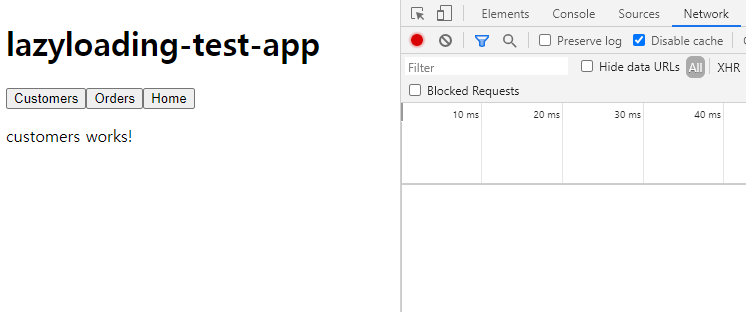 lazyloading-test-app
Customers Orders Home
customers works!
Elements Console Sources Network
Preserve log Disable cache
Filter Hide data URLs All XHR
Blocked Requests
10 ms 20 ms 30 ms 40 ms